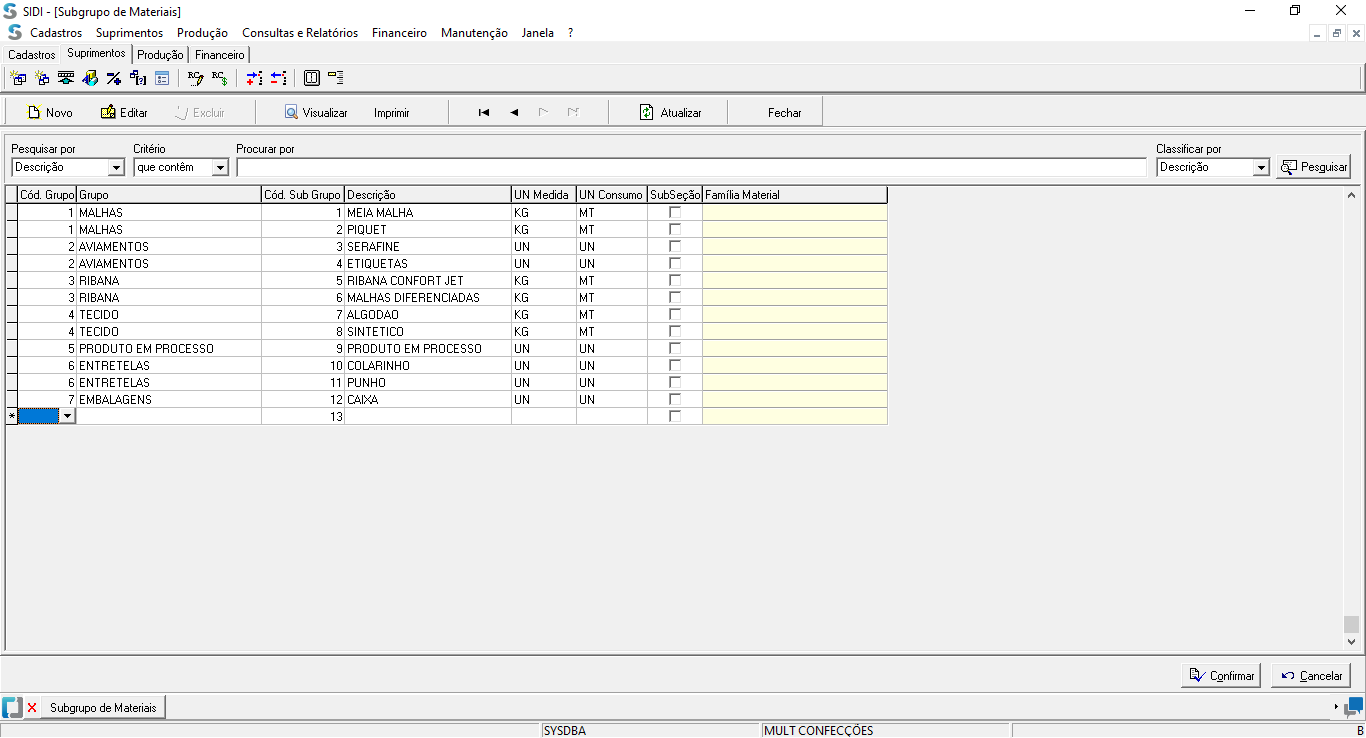 SIDI - [Subgrupo de Materiais]
Cadastros Suprimentos Produção Consultas e Relatórios Financeiro Manutenção Janela ?
Cadastros Suprimentos Produção Financeiro
Novo Editar Excluir Visualizar Imprimir Atualizar Fechar
Pesquisar por Critério Procurar por Classificar por
Descrição que contêm Descrição Pesquisar
Cód. Grupo Grupo Cód. Sub Grupo Descrição UN Medida UN Consumo SubSeção Família Material
1 MALHAS 1 MEIA MALHA KG MT
1 MALHAS 2 PIQUET KG MT
2 AVIAMENTOS 3 SERAFINE UN UN
2 AVIAMENTOS 4 ETIQUETAS UN UN
3 RIBANA 5 RIBANA CONFORT JET KG MT
3 RIBANA 6 MALHAS DIFERENCIADAS KG MT
4 TECIDO 7 ALGODAO KG MT
4 TECIDO 8 SINTETICO KG MT
5 PRODUTO EM PROCESSO 9 PRODUTO EM PROCESSO UN UN
6 ENTRETELAS 10 COLARINHO UN UN
6 ENTRETELAS 11 PUNHO UN UN
7 EMBALAGENS 12 CAIXA UN UN
* 13
Confirmar Cancelar
Subgrupo de Materiais
SYSDBA MULT CONFECÇÕES B